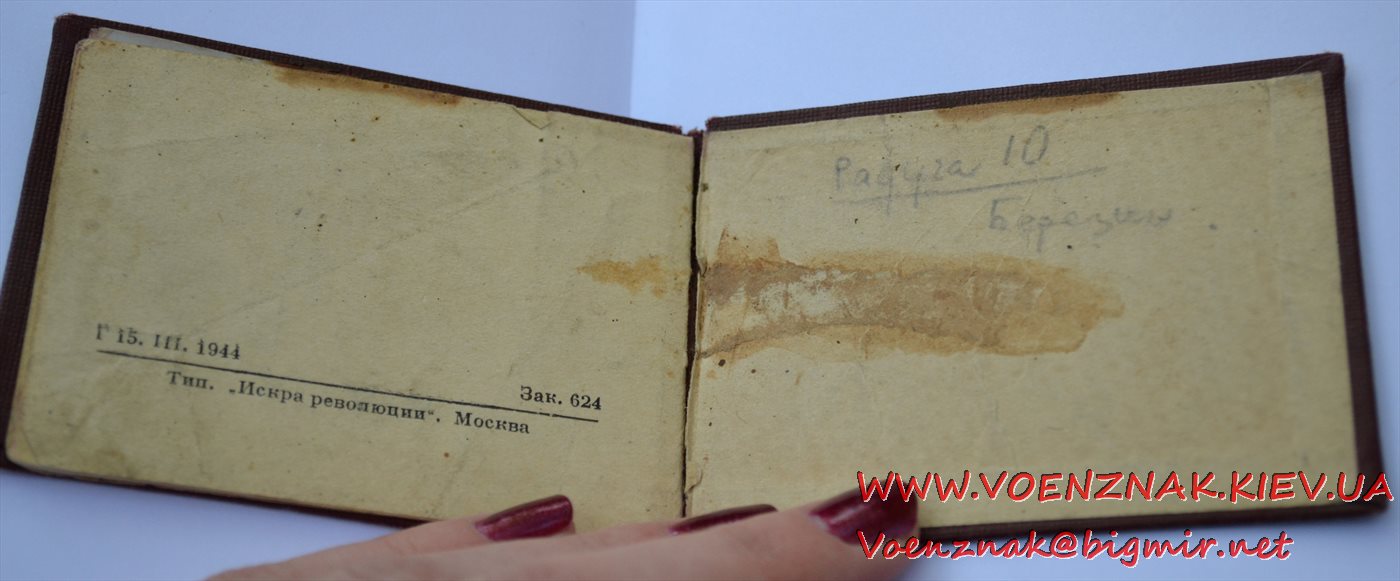 Г 15. III. 1944
Зак. 624
Тип. „Искра революции“. Москва
Радуга 10
Березин.
WWW.VOENZNAK.KIEV.UA
Voenznak@bigmir.net